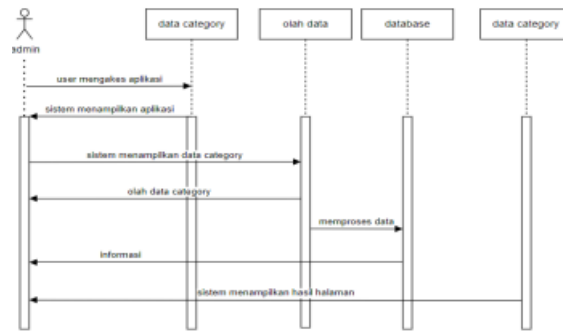 data category
olah data
database
data category
admin
user mengakes aplikasi
sistem menampilkan aplikasi
sistem menampilkan data category
olah data category
memproses data
informasi
sistem menampilkan hasil halaman